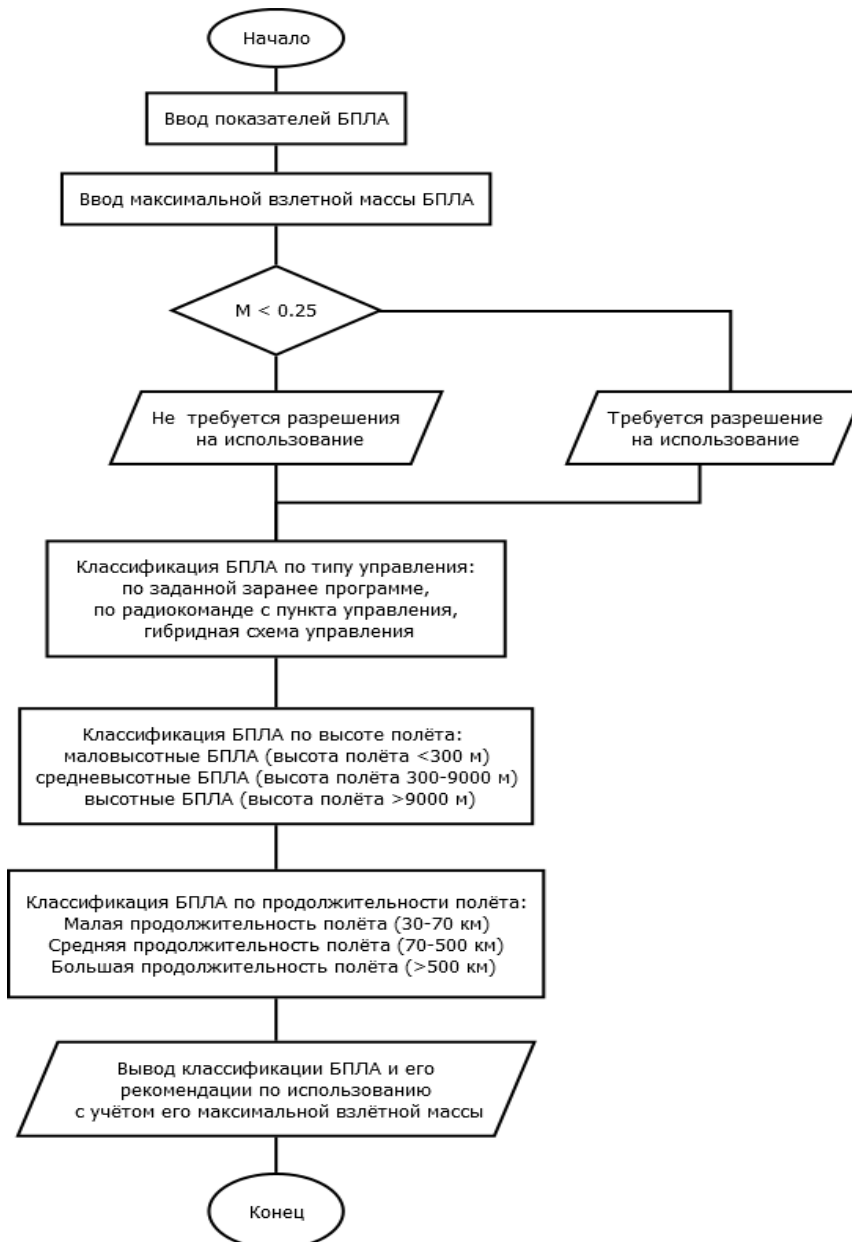 Начало
Ввод показателей БПЛА
Ввод максимальной взлетной массы БПЛА
M < 0.25
Не требуется разрешения
на использование
Требуется разрешение
на использование
Классификация БПЛА по типу управления:
по заданной заранее программе,
по радиокоманде с пункта управления,
гибридная схема управления
Классификация БПЛА по высоте полёта:
маловысотные БПЛА (высота полёта <300 м)
средневысотные БПЛА (высота полёта 300-9000 м)
высотные БПЛА (высота полёта >9000 м)
Классификация БПЛА по продолжительности полёта:
Малая продолжительность полёта (30-70 км)
Средняя продолжительность полёта (70-500 км)
Большая продолжительность полёта (>500 км)
Вывод классификации БПЛА и его
рекомендации по использованию
с учётом его максимальной взлётной массы
Конец